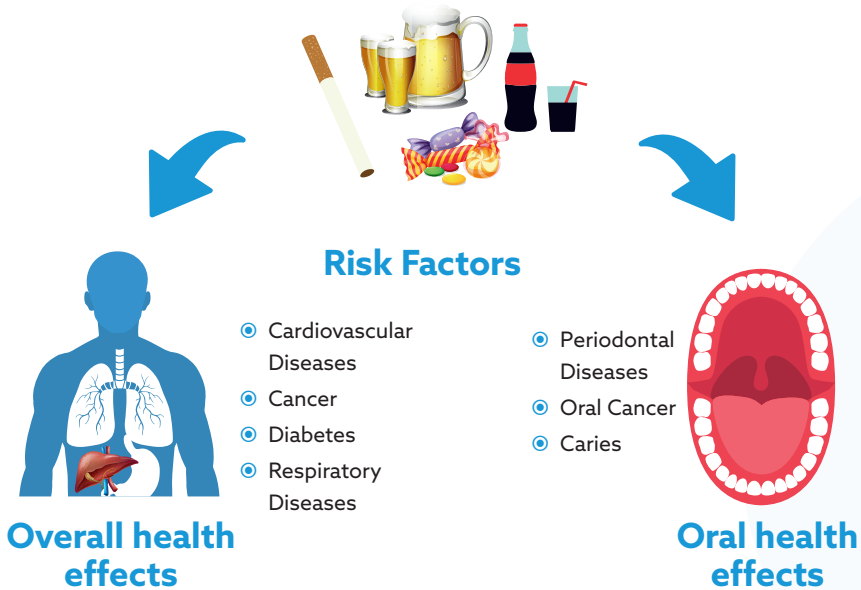 Risk Factors
Cardiovascular
Diseases
Cancer
Diabetes
Respiratory
Diseases
Periodontal
Diseases
Oral Cancer
Caries
Overall health
effects
Oral health
effects